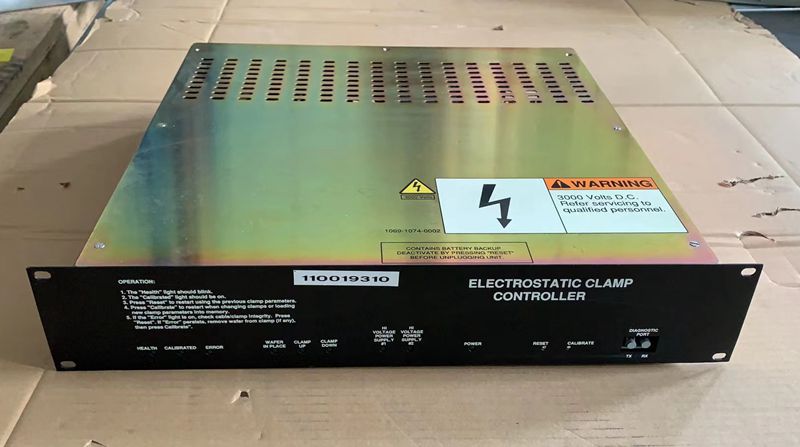 3000 Volts
WARNING
3000 Volts D.C.
Refer servicing to
qualified personnel.
1069-1074-0002
CONTAINS BATTERY BACKUP
DEACTIVATE BY PRESSING "RESET"
BEFORE UNPLUGGING UNIT
110019310
ELECTROSTATIC CLAMP
CONTROLLER
OPERATION:
1. The "Health" light should blink.
2. The "Calibrated" light should be on.
3. Press "Reset" to restart using the previous clamp parameters.
4. Press "Calibrate" to restart when changing clamps or loading
new clamp parameters into memory.
5. If the "Error" light is on, check cable/clamp integrity. Press
"Reset". If "Error" persists, remove wafer from clamp (if any),
then press Calibrate".
HEALTH
CALIBRATED
ERROR
WAFER
IN PLACE
CLAMP
UP
CLAMP
DOWN
HI
VOLTAGE
POWER
SUPPLY
#1
HI
VOLTAGE
POWER
SUPPLY
#2
POWER
RESET
CALIBRATE
DIAGNOSTIC
PORT
TX
RX